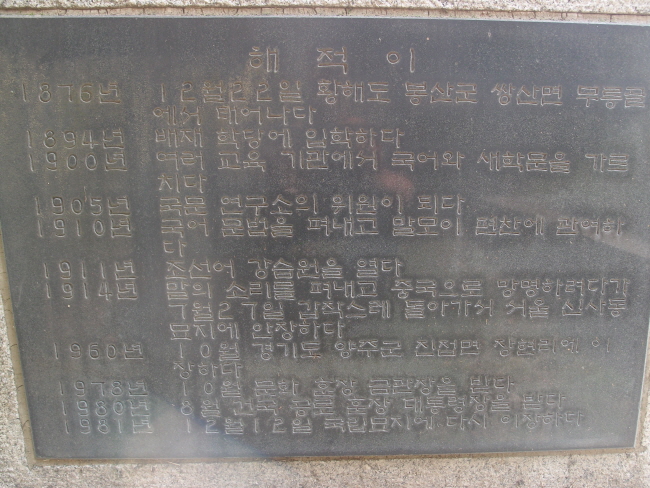 해 적 이
1876년 12월22일 황해도 봉산군 쌍산면 무릉골
에서 태어나다
1894년 배재 학당에 입학하다
1900년 여러 교육 기관에서 국어와 새학문을 가르
치다
1905년 국문 연구소의 위원이 되다
1910년 국어 문법을 펴내고 말모이 편찬에 관여하
다
1911년 조선어 강습원을 열다
1914년 말의 소리를 펴내고 중국으로 망명하려다가
7월27일 갑작스레 돌아가셔 서울 신사동
묘지에 안장하다
1960년 10월 경기도 양주군 진접면 장현리엔 이
장하다
1978년 10월 문화 훈장 금관장을 받다
1980년 8월 건국 공로 훈장 대통령장을 받다
1981년 12월12일 국립묘지에 다시 이장하다